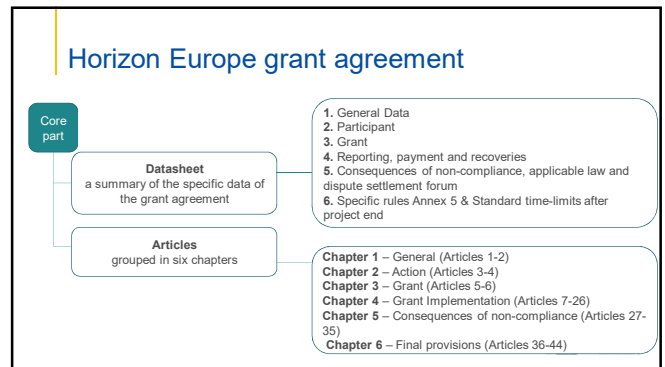 Horizon Europe grant agreement
Core
part
Datasheet
a summary of the specific data of
the grant agreement
1. General Data
2. Participant
3. Grant
4. Reporting, payment and recoveries
5. Consequences of non-compliance, applicable law and
dispute settlement forum
6. Specific rules Annex 5 & Standard time-limits after
project end
Articles
grouped in six chapters
Chapter 1 – General (Articles 1-2)
Chapter 2 – Action (Articles 3-4)
Chapter 3 – Grant (Articles 5-6)
Chapter 4 – Grant Implementation (Articles 7-26)
Chapter 5 – Consequences of non-compliance (Articles 27-
35)
Chapter 6 – Final provisions (Articles 36-44)